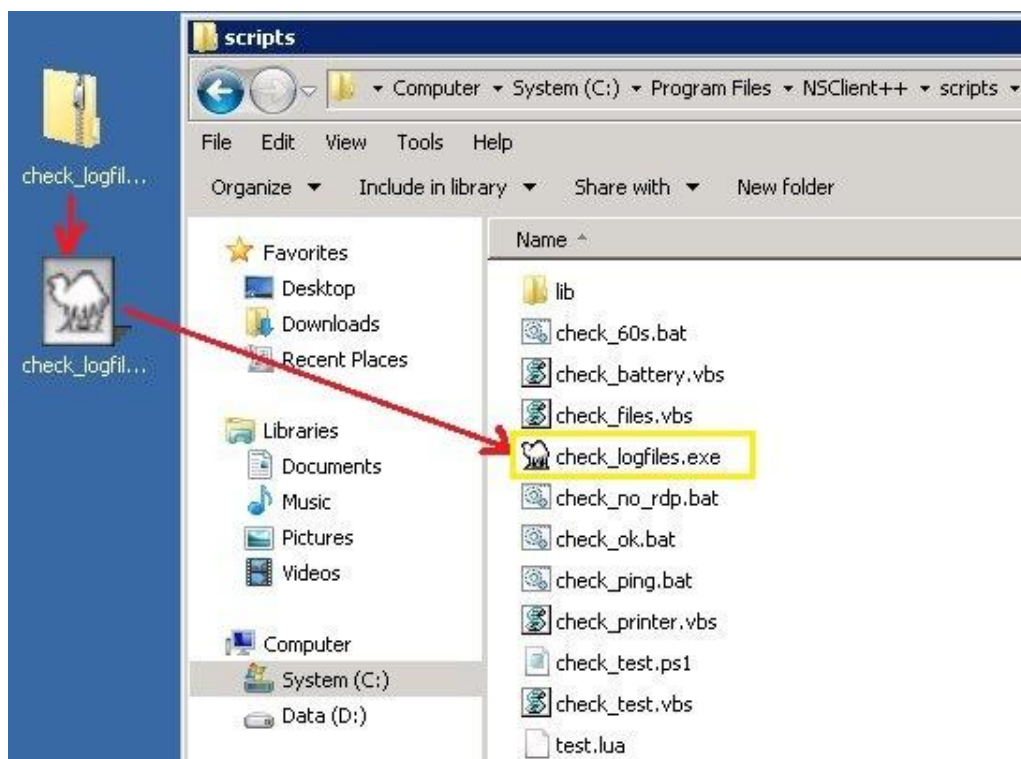 scripts
Computer System (C:) Program Files NSClient++ scripts
File Edit View Tools Help
Organize Include in library Share with New folder
check_logfil...
check_logfil...
Favorites
Desktop
Downloads
Recent Places
Libraries
Documents
Music
Pictures
Videos
Computer
System (C:)
Data (D:)
Name
lib
check_60s.bat
check_battery.vbs
check_files.vbs
check_logfiles.exe
check_no_rdp.bat
check_ok.bat
check_ping.bat
check_printer.vbs
check_test.ps1
check_test.vbs
test.lua